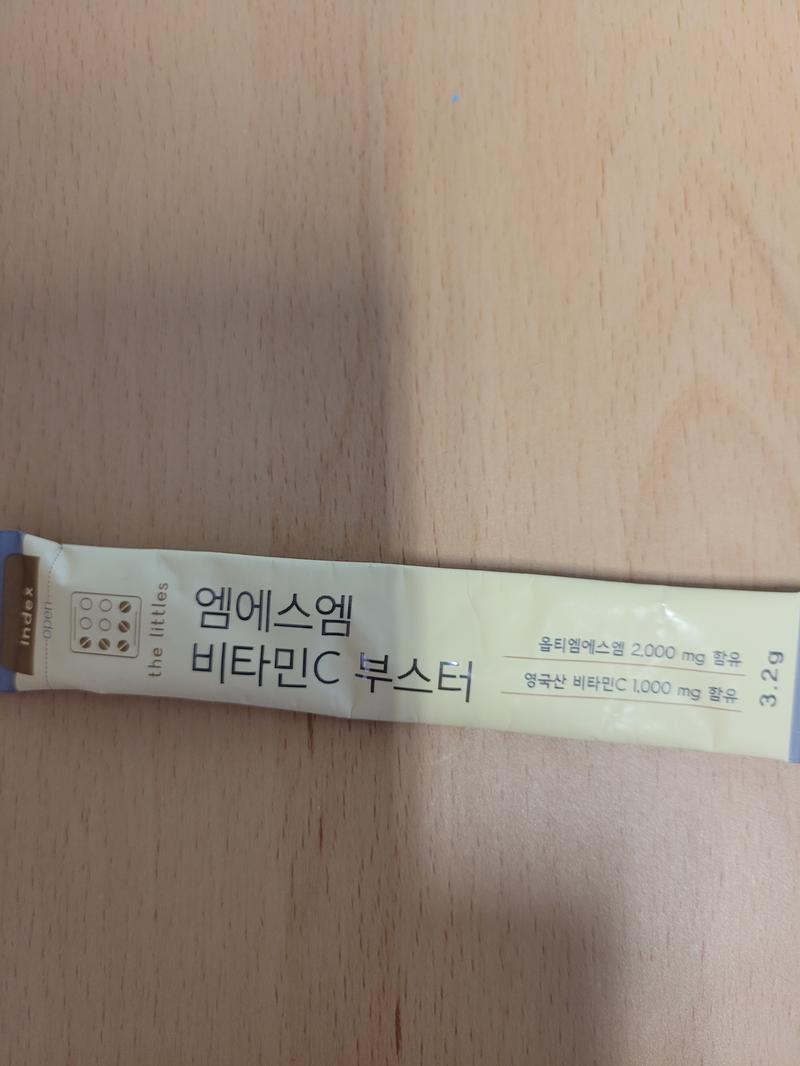 index
open
the littles
엠에스엠
비타민C 부스터
옵티엠에스엠 2,000 mg 함유
영국산 비타민C 1,000 mg 함유
3.2g